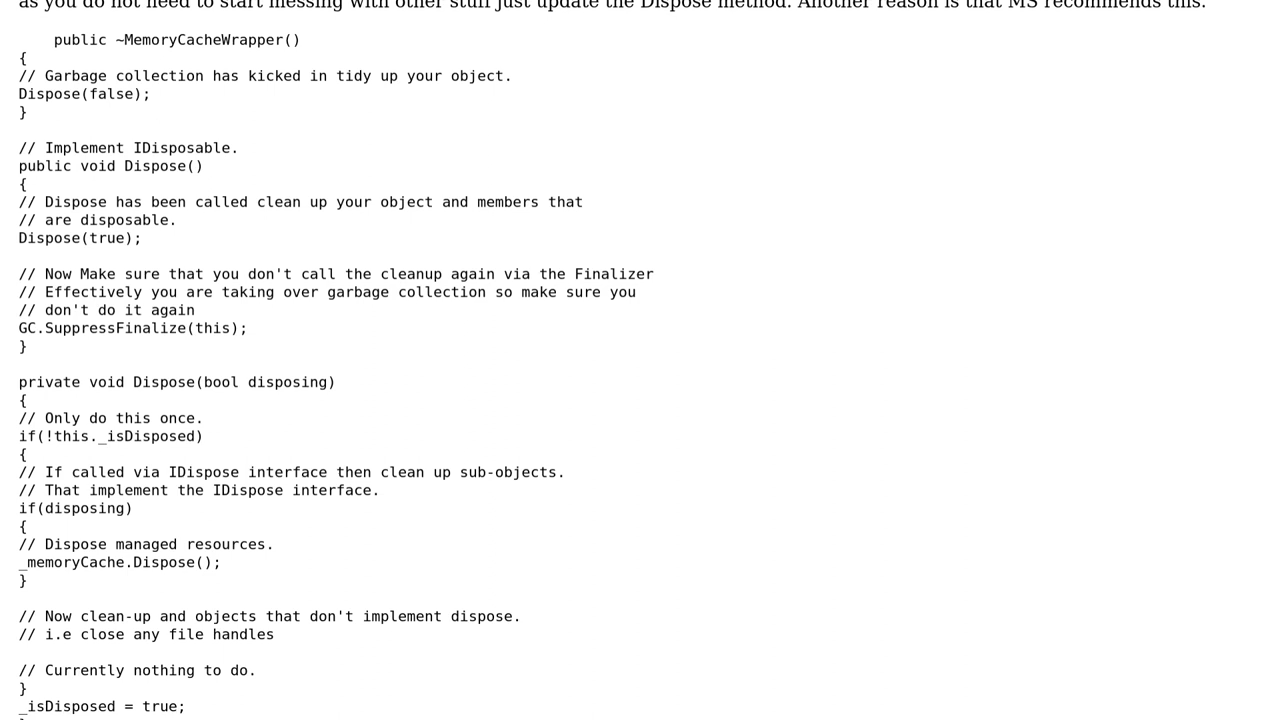 as you do not need to start messing with other stuff just update the Dispose method. Another reason is that MS recommends this.
public ~MemoryCacheWrapper()
{
// Garbage collection has kicked in tidy up your object.
Dispose(false);
}
// Implement IDisposable.
public void Dispose()
{
// Dispose has been called clean up your object and members that
// are disposable.
Dispose(true);
// Now Make sure that you don't call the cleanup again via the Finalizer
// Effectively you are taking over garbage collection so make sure you
// don't do it again
GC.SuppressFinalize(this);
}
private void Dispose(bool disposing)
{
// Only do this once.
if(!this._isDisposed)
{
// If called via IDispose interface then clean up sub-objects.
// That implement the IDispose interface.
if(disposing)
{
// Dispose managed resources.
_memoryCache.Dispose();
}
// Now clean-up and objects that don't implement dispose.
// i.e close any file handles
// Currently nothing to do.
}
_isDisposed = true;